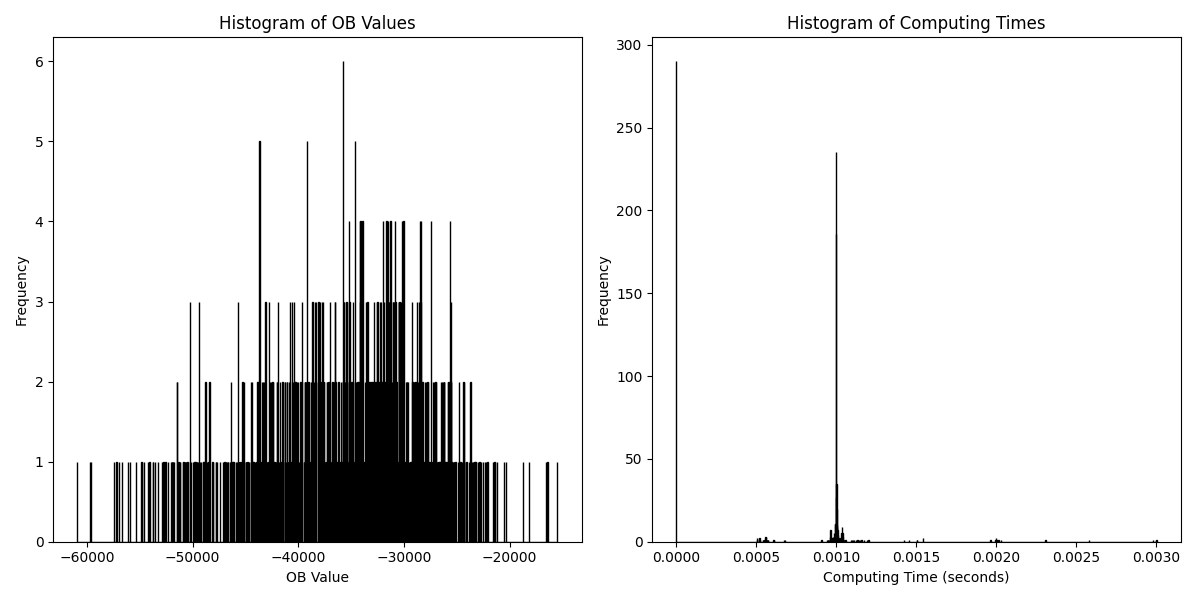 Histogram of OB Values
Frequency
6
5
4
3
2
1
0
−60000 −50000 −40000 −30000 −20000
OB Value
Histogram of Computing Times
Frequency
300
250
200
150
100
50
0
0.0000 0.0005 0.0010 0.0015 0.0020 0.0025 0.0030
Computing Time (seconds)